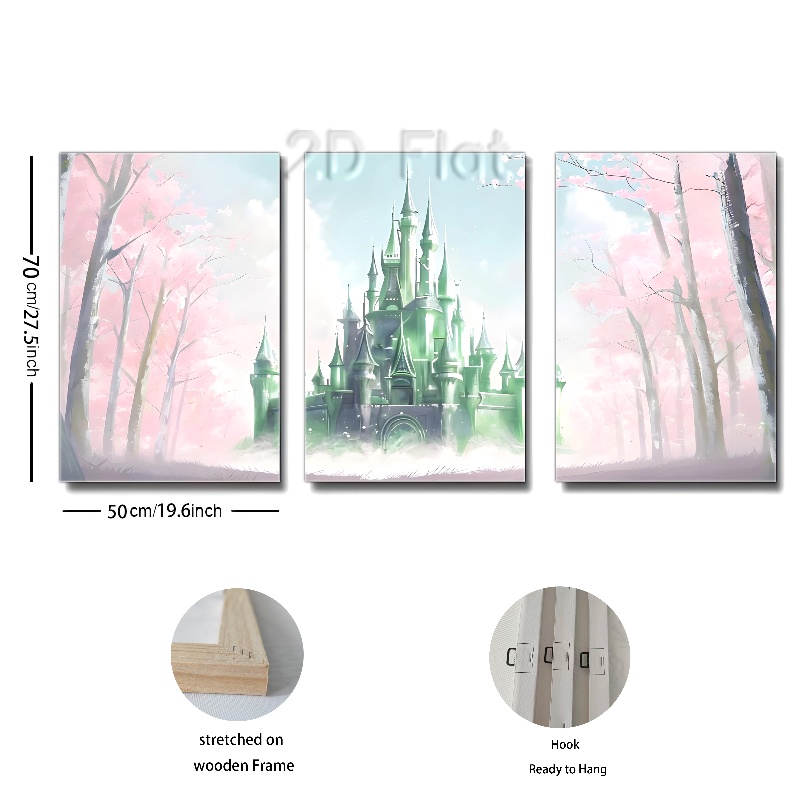 2D Flat
70 cm/27.5inch
50 cm/19.6inch
stretched on
wooden Frame
Hook
Ready to Hang